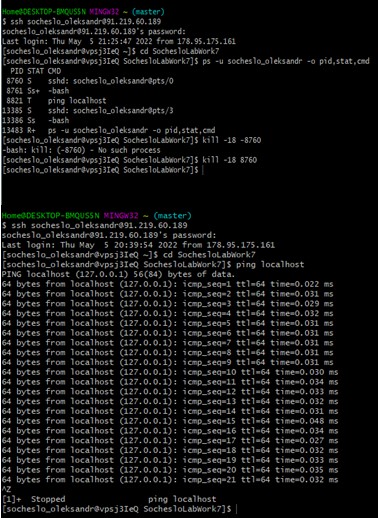 Home@DESKTOP-BMQUS5N MINGW32 ~ (master)
$ ssh socheslo_oleksandr@91.219.60.189
socheslo_oleksandr@91.219.60.189's password:
Last login: Thu May  5 21:25:47 2022 from 178.95.175.161
[socheslo_oleksandr@vpsj3IeQ ~]$ cd SochesloLabWork7
[socheslo_oleksandr@vpsj3IeQ SochesloLabWork7]$ ps -u socheslo_oleksandr -o pid,stat,cmd
PID STAT CMD
8760 S    sshd: socheslo_oleksandr@pts/0
8761 Ss+  -bash
8821 T    ping localhost
13385 S    sshd: socheslo_oleksandr@pts/3
13386 Ss   -bash
13483 R+   ps -u socheslo_oleksandr -o pid,stat,cmd
[socheslo_oleksandr@vpsj3IeQ SochesloLabWork7]$ kill -18 -8760
-bash: kill: (-8760) - No such process
[socheslo_oleksandr@vpsj3IeQ SochesloLabWork7]$ kill -18 8760
[socheslo_oleksandr@vpsj3IeQ SochesloLabWork7]$
Home@DESKTOP-BMQUS5N MINGW32 ~ (master)
$ ssh socheslo_oleksandr@91.219.60.189
socheslo_oleksandr@91.219.60.189's password:
Last login: Thu May  5 20:39:54 2022 from 178.95.175.161
[socheslo_oleksandr@vpsj3IeQ ~]$ cd SochesloLabWork7
[socheslo_oleksandr@vpsj3IeQ SochesloLabWork7]$ ping localhost
PING localhost (127.0.0.1) 56(84) bytes of data.
64 bytes from localhost (127.0.0.1): icmp_seq=1 ttl=64 time=0.022 ms
64 bytes from localhost (127.0.0.1): icmp_seq=2 ttl=64 time=0.031 ms
64 bytes from localhost (127.0.0.1): icmp_seq=3 ttl=64 time=0.029 ms
64 bytes from localhost (127.0.0.1): icmp_seq=4 ttl=64 time=0.032 ms
64 bytes from localhost (127.0.0.1): icmp_seq=5 ttl=64 time=0.031 ms
64 bytes from localhost (127.0.0.1): icmp_seq=6 ttl=64 time=0.031 ms
64 bytes from localhost (127.0.0.1): icmp_seq=7 ttl=64 time=0.031 ms
64 bytes from localhost (127.0.0.1): icmp_seq=8 ttl=64 time=0.031 ms
64 bytes from localhost (127.0.0.1): icmp_seq=9 ttl=64 time=0.031 ms
64 bytes from localhost (127.0.0.1): icmp_seq=10 ttl=64 time=0.030 ms
64 bytes from localhost (127.0.0.1): icmp_seq=11 ttl=64 time=0.034 ms
64 bytes from localhost (127.0.0.1): icmp_seq=12 ttl=64 time=0.033 ms
64 bytes from localhost (127.0.0.1): icmp_seq=13 ttl=64 time=0.032 ms
64 bytes from localhost (127.0.0.1): icmp_seq=14 ttl=64 time=0.031 ms
64 bytes from localhost (127.0.0.1): icmp_seq=15 ttl=64 time=0.048 ms
64 bytes from localhost (127.0.0.1): icmp_seq=16 ttl=64 time=0.034 ms
64 bytes from localhost (127.0.0.1): icmp_seq=17 ttl=64 time=0.027 ms
64 bytes from localhost (127.0.0.1): icmp_seq=18 ttl=64 time=0.032 ms
64 bytes from localhost (127.0.0.1): icmp_seq=19 ttl=64 time=0.033 ms
64 bytes from localhost (127.0.0.1): icmp_seq=20 ttl=64 time=0.035 ms
64 bytes from localhost (127.0.0.1): icmp_seq=21 ttl=64 time=0.032 ms
^Z
[1]+  Stopped                 ping localhost
[socheslo_oleksandr@vpsj3IeQ SochesloLabWork7]$